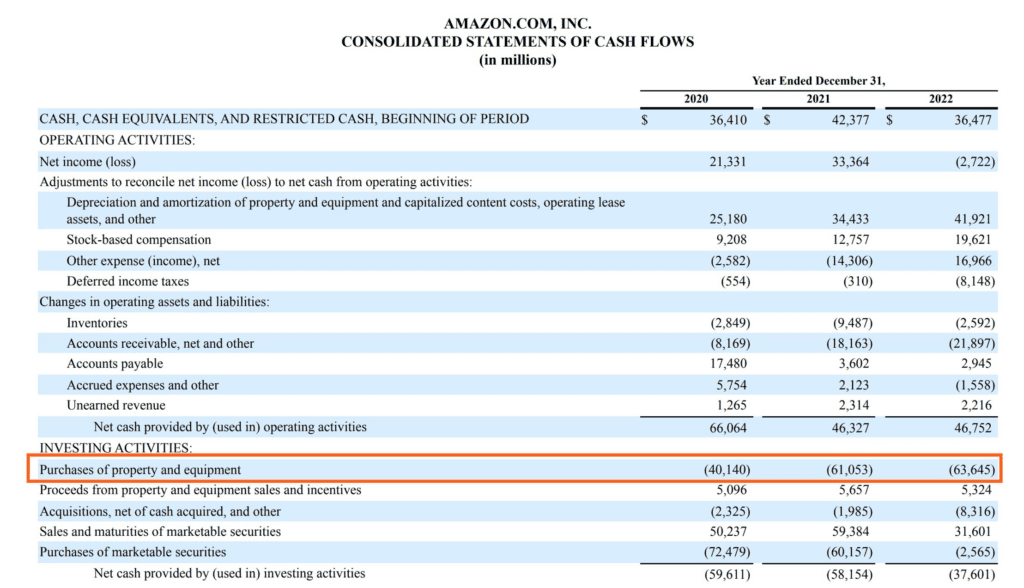 AMAZON.COM, INC.
CONSOLIDATED STATEMENTS OF CASH FLOWS
(in millions)
Year Ended December 31,
2020 2021 2022
CASH, CASH EQUIVALENTS, AND RESTRICTED CASH, BEGINNING OF PERIOD $ 36,410 $ 42,377 $ 36,477
OPERATING ACTIVITIES:
Net income (loss) 21,331 33,364 (2,722)
Adjustments to reconcile net income (loss) to net cash from operating activities:
Depreciation and amortization of property and equipment and capitalized content costs, operating lease
assets, and other 25,180 34,433 41,921
Stock-based compensation 9,208 12,757 19,621
Other expense (income), net (2,582) (14,306) 16,966
Deferred income taxes (554) (310) (8,148)
Changes in operating assets and liabilities:
Inventories (2,849) (9,487) (2,592)
Accounts receivable, net and other (8,169) (18,163) (21,897)
Accounts payable 17,480 3,602 2,945
Accrued expenses and other 5,754 2,123 (1,558)
Unearned revenue 1,265 2,314 2,216
Net cash provided by (used in) operating activities 66,064 46,327 46,752
INVESTING ACTIVITIES:
Purchases of property and equipment (40,140) (61,053) (63,645)
Proceeds from property and equipment sales and incentives 5,096 5,657 5,324
Acquisitions, net of cash acquired, and other (2,325) (1,985) (8,316)
Sales and maturities of marketable securities 50,237 59,384 31,601
Purchases of marketable securities (72,479) (60,157) (2,565)
Net cash provided by (used in) investing activities (59,611) (58,154) (37,601)